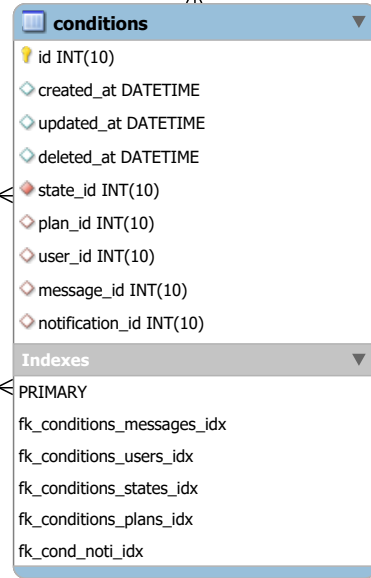 conditions
id INT(10)
created_at DATETIME
updated_at DATETIME
deleted_at DATETIME
state_id INT(10)
plan_id INT(10)
user_id INT(10)
message_id INT(10)
notification_id INT(10)
Indexes
PRIMARY
fk_conditions_messages_idx
fk_conditions_users_idx
fk_conditions_states_idx
fk_conditions_plans_idx
fk_cond_noti_idx